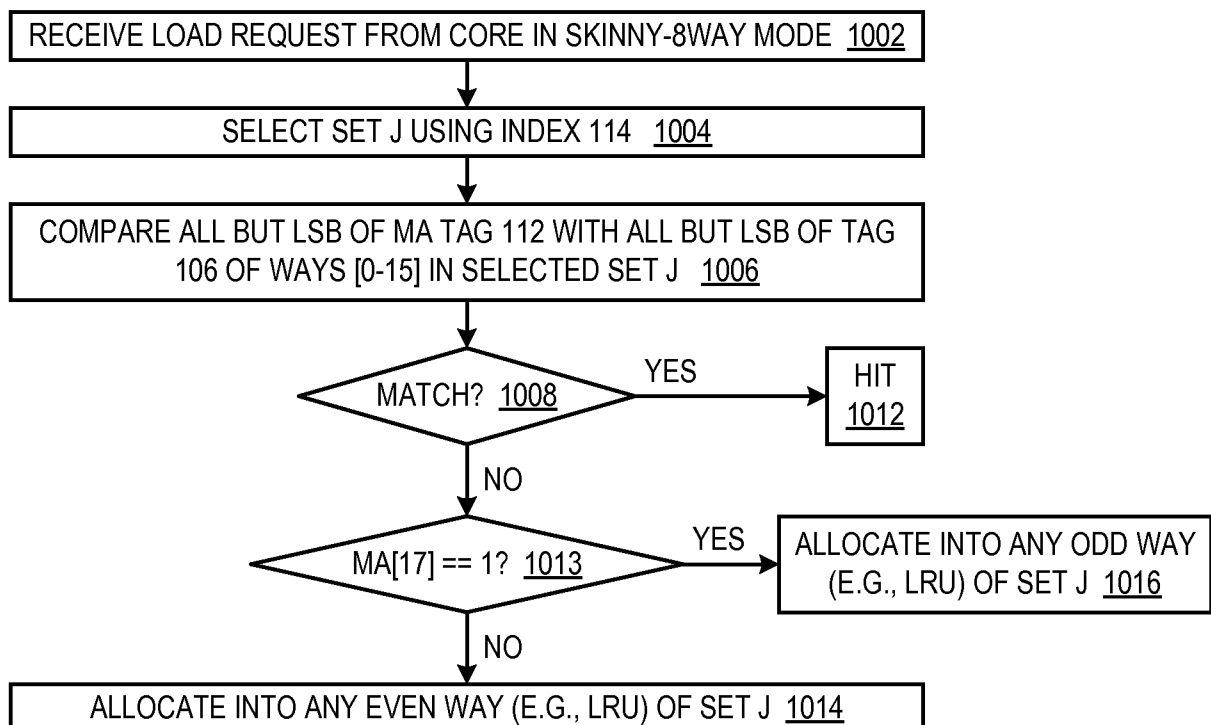 RECEIVE LOAD REQUEST FROM CORE IN SKINNY-8WAY MODE 1002
SELECT SET J USING INDEX 114 1004
COMPARE ALL BUT LSB OF MA TAG 112 WITH ALL BUT LSB OF TAG
106 OF WAYS [0-15] IN SELECTED SET J 1006
MATCH? 1008
YES
HIT
1012
NO
MA[17] == 1? 1013
YES
ALLOCATE INTO ANY ODD WAY
(E.G., LRU) OF SET J 1016
NO
ALLOCATE INTO ANY EVEN WAY (E.G., LRU) OF SET J 1014